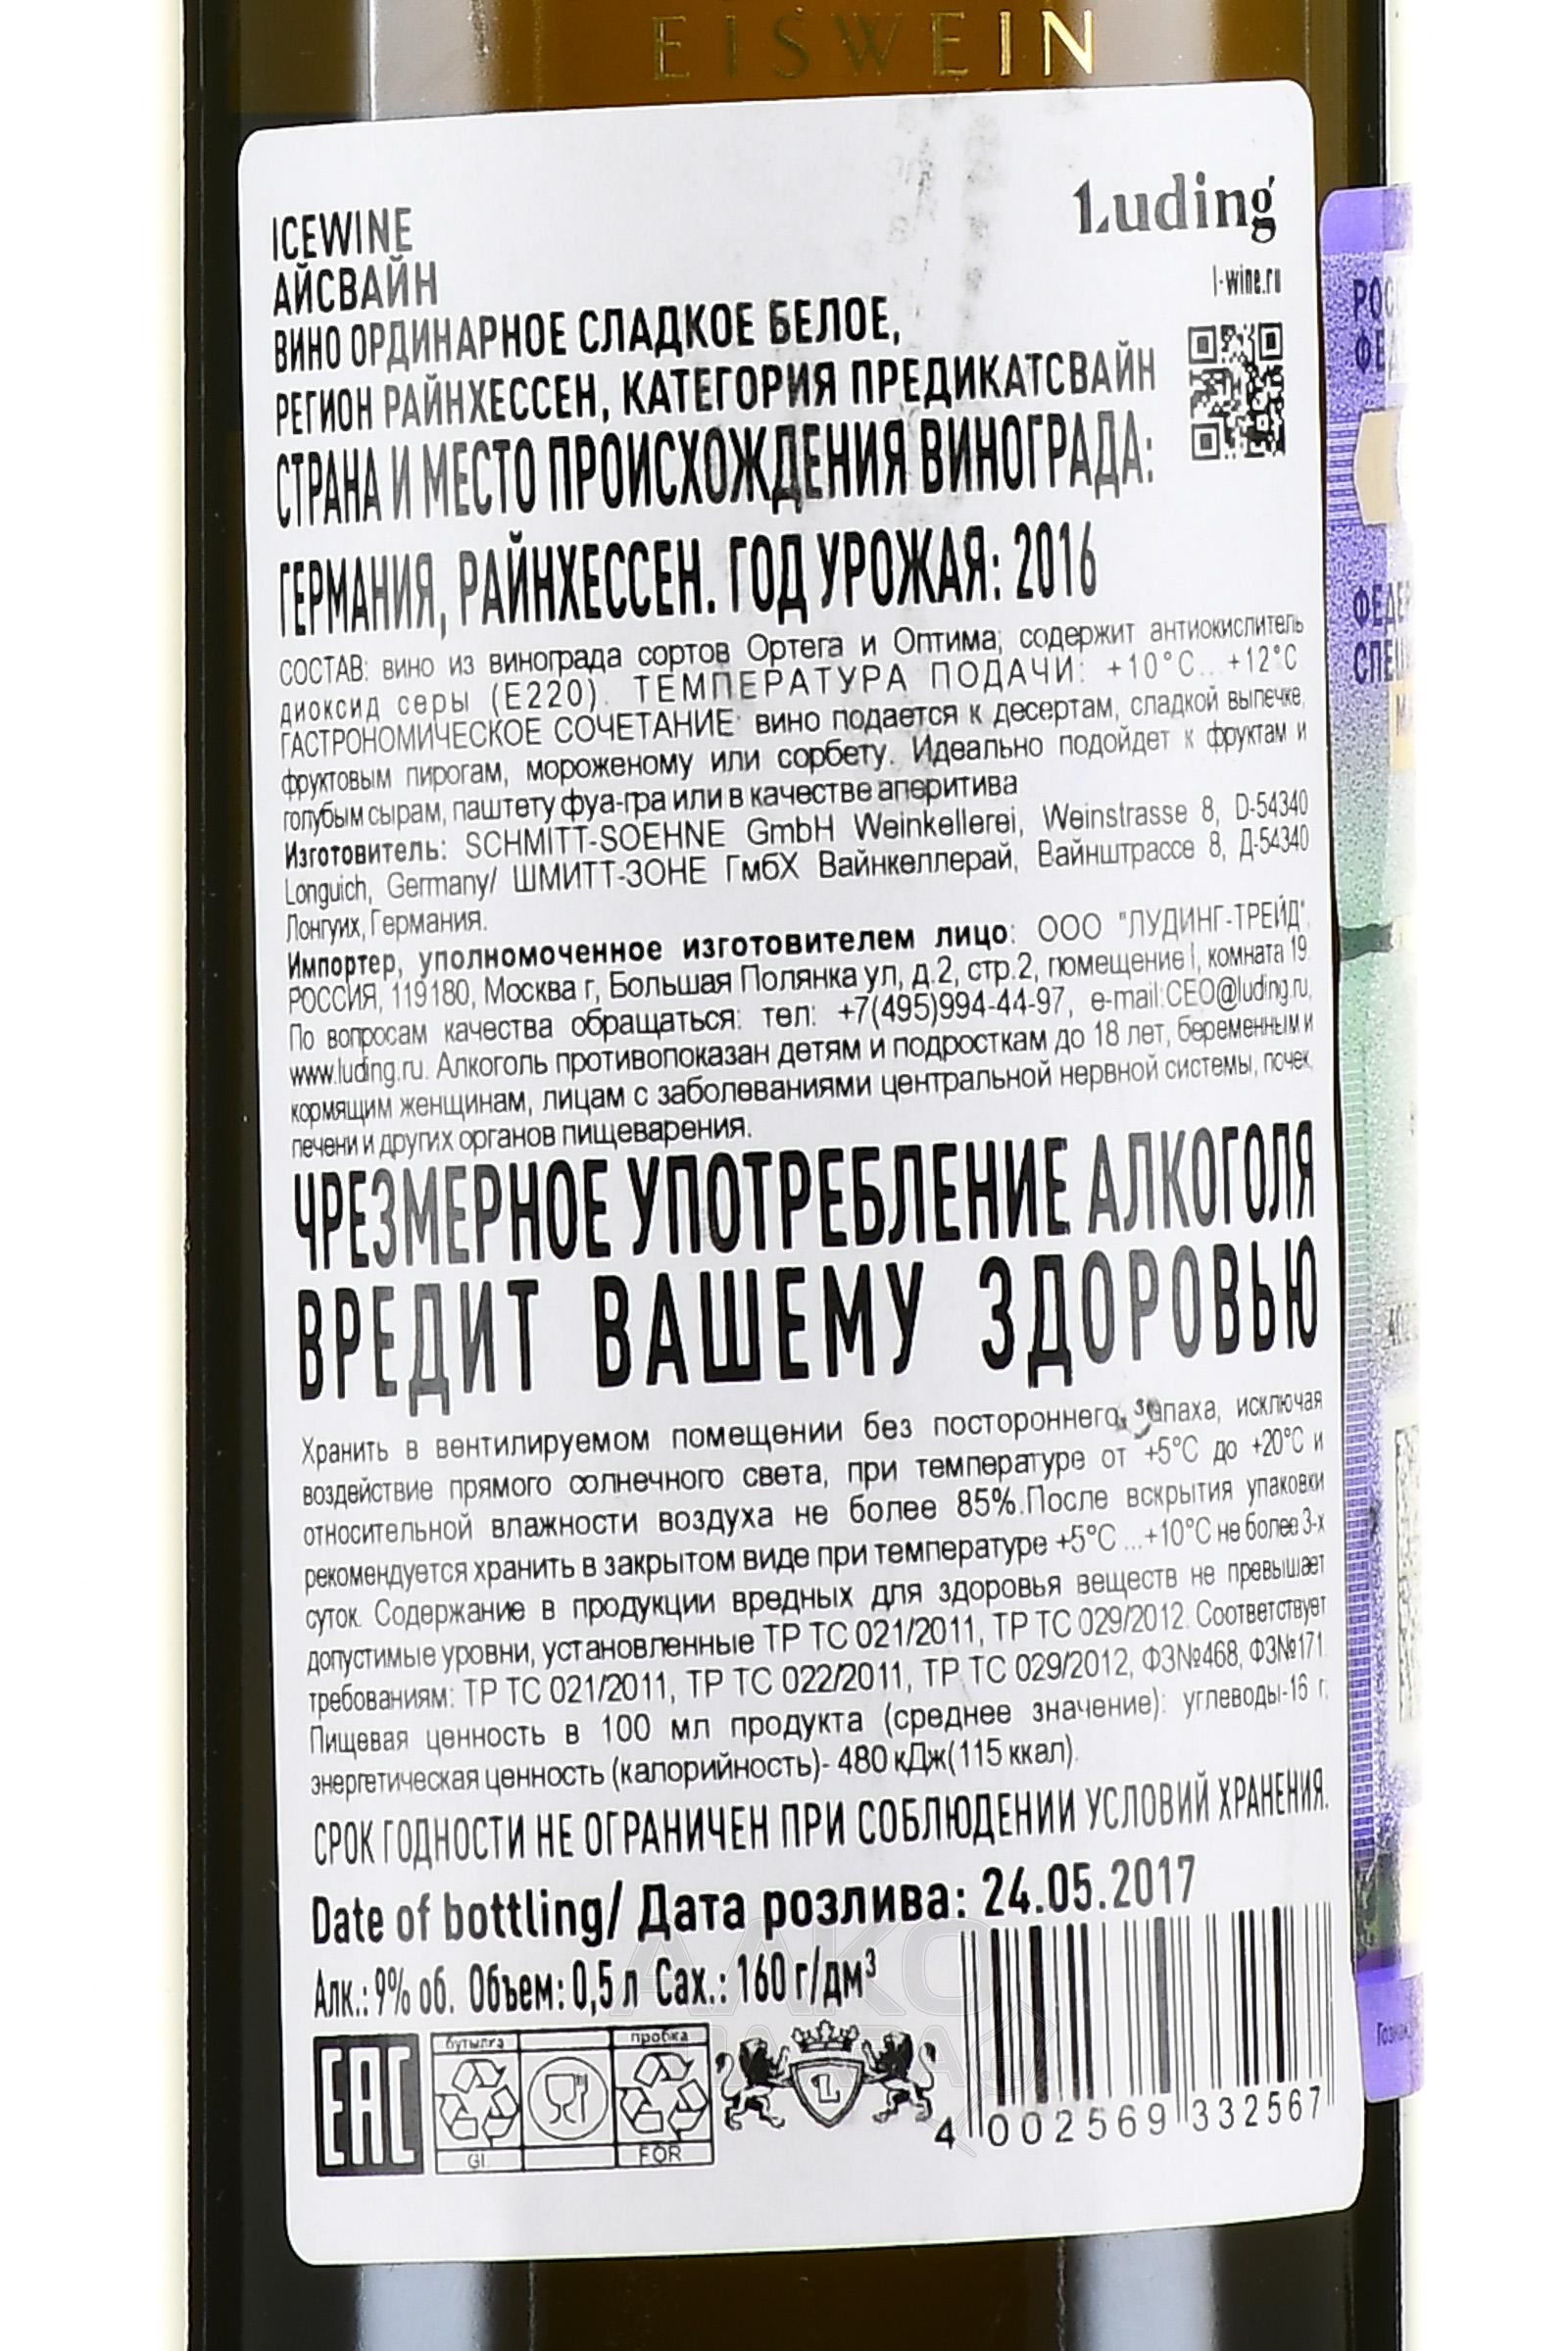 EISWEIN
Luding
l-wine.ru
ICEWINE
АЙСВАЙН
ВИНО ОРДИНАРНОЕ СЛАДКОЕ БЕЛОЕ,
РЕГИОН РАЙНХЕССЕН, КАТЕГОРИЯ ПРЕДИКАТСВАЙН
СТРАНА И МЕСТО ПРОИСХОЖДЕНИЯ ВИНОГРАДА:
ГЕРМАНИЯ, РАЙНХЕССЕН. ГОД УРОЖАЯ: 2016
СОСТАВ: вино из винограда сортов Ортега и Оптима; содержит антиокислитель
диоксид серы (Е220). ТЕМПЕРАТУРА ПОДАЧИ: +10°С...+12°С
ГАСТРОНОМИЧЕСКОЕ СОЧЕТАНИЕ: вино подается к десертам, сладкой выпечке,
фруктовым пирогам, мороженому или сорбету. Идеально подойдет к фруктам и
голубым сырам, паштету фуа-гра или в качестве аперитива
Изготовитель: SCHMITT-SOEHNE GmbH Weinkellerei, Weinstrasse 8, D-54340
Longuich, Germany/ ШМИТТ-ЗОНЕ ГмбХ Вайнкеллерай, Вайнштрассе 8, Д-54340
Лонгуих, Германия.
Импортер, уполномоченное изготовителем лицо: ООО "ЛУДИНГ-ТРЕЙД",
РОССИЯ, 119180, Москва г, Большая Полянка ул, д.2, стр.2, помещение I, комната 19
По вопросам качества обращаться: тел: +7(495)994-44-97, e-mail:CEO@luding.ru,
www.luding.ru. Алкоголь противопоказан детям и подросткам до 18 лет, беременным и
кормящим женщинам, лицам с заболеваниями центральной нервной системы, почек,
печени и других органов пищеварения.
ЧРЕЗМЕРНОЕ УПОТРЕБЛЕНИЕ АЛКОГОЛЯ
ВРЕДИТ ВАШЕМУ ЗДОРОВЬЮ
Хранить в вентилируемом помещении без постороннего запаха, исключая
воздействие прямого солнечного света, при температуре от +5°С до +20°С и
относительной влажности воздуха не более 85%.После вскрытия упаковки
рекомендуется хранить в закрытом виде при температуре +5°С ...+10°С не более 3-х
суток. Содержание в продукции вредных для здоровья веществ не превышает
допустимые уровни, установленные ТР ТС 021/2011, ТР ТС 029/2012. Соответствует
требованиям: ТР ТС 021/2011, ТР ТС 022/2011, ТР ТС 029/2012, ФЗ№468, ФЗ№171
Пищевая ценность в 100 мл продукта (среднее значение): углеводы-16 г,
энергетическая ценность (калорийность)- 480 кДж(115 ккал).
СРОК ГОДНОСТИ НЕ ОГРАНИЧЕН ПРИ СОБЛЮДЕНИИ УСЛОВИЙ ХРАНЕНИЯ.
Date of bottling/ Дата розлива: 24.05.2017
Алк.: 9% об. Объем: 0,5 л Сах.: 160 г/дм³
EAC
бутылка
пробка
GL
FOR
L
4 002569 332567